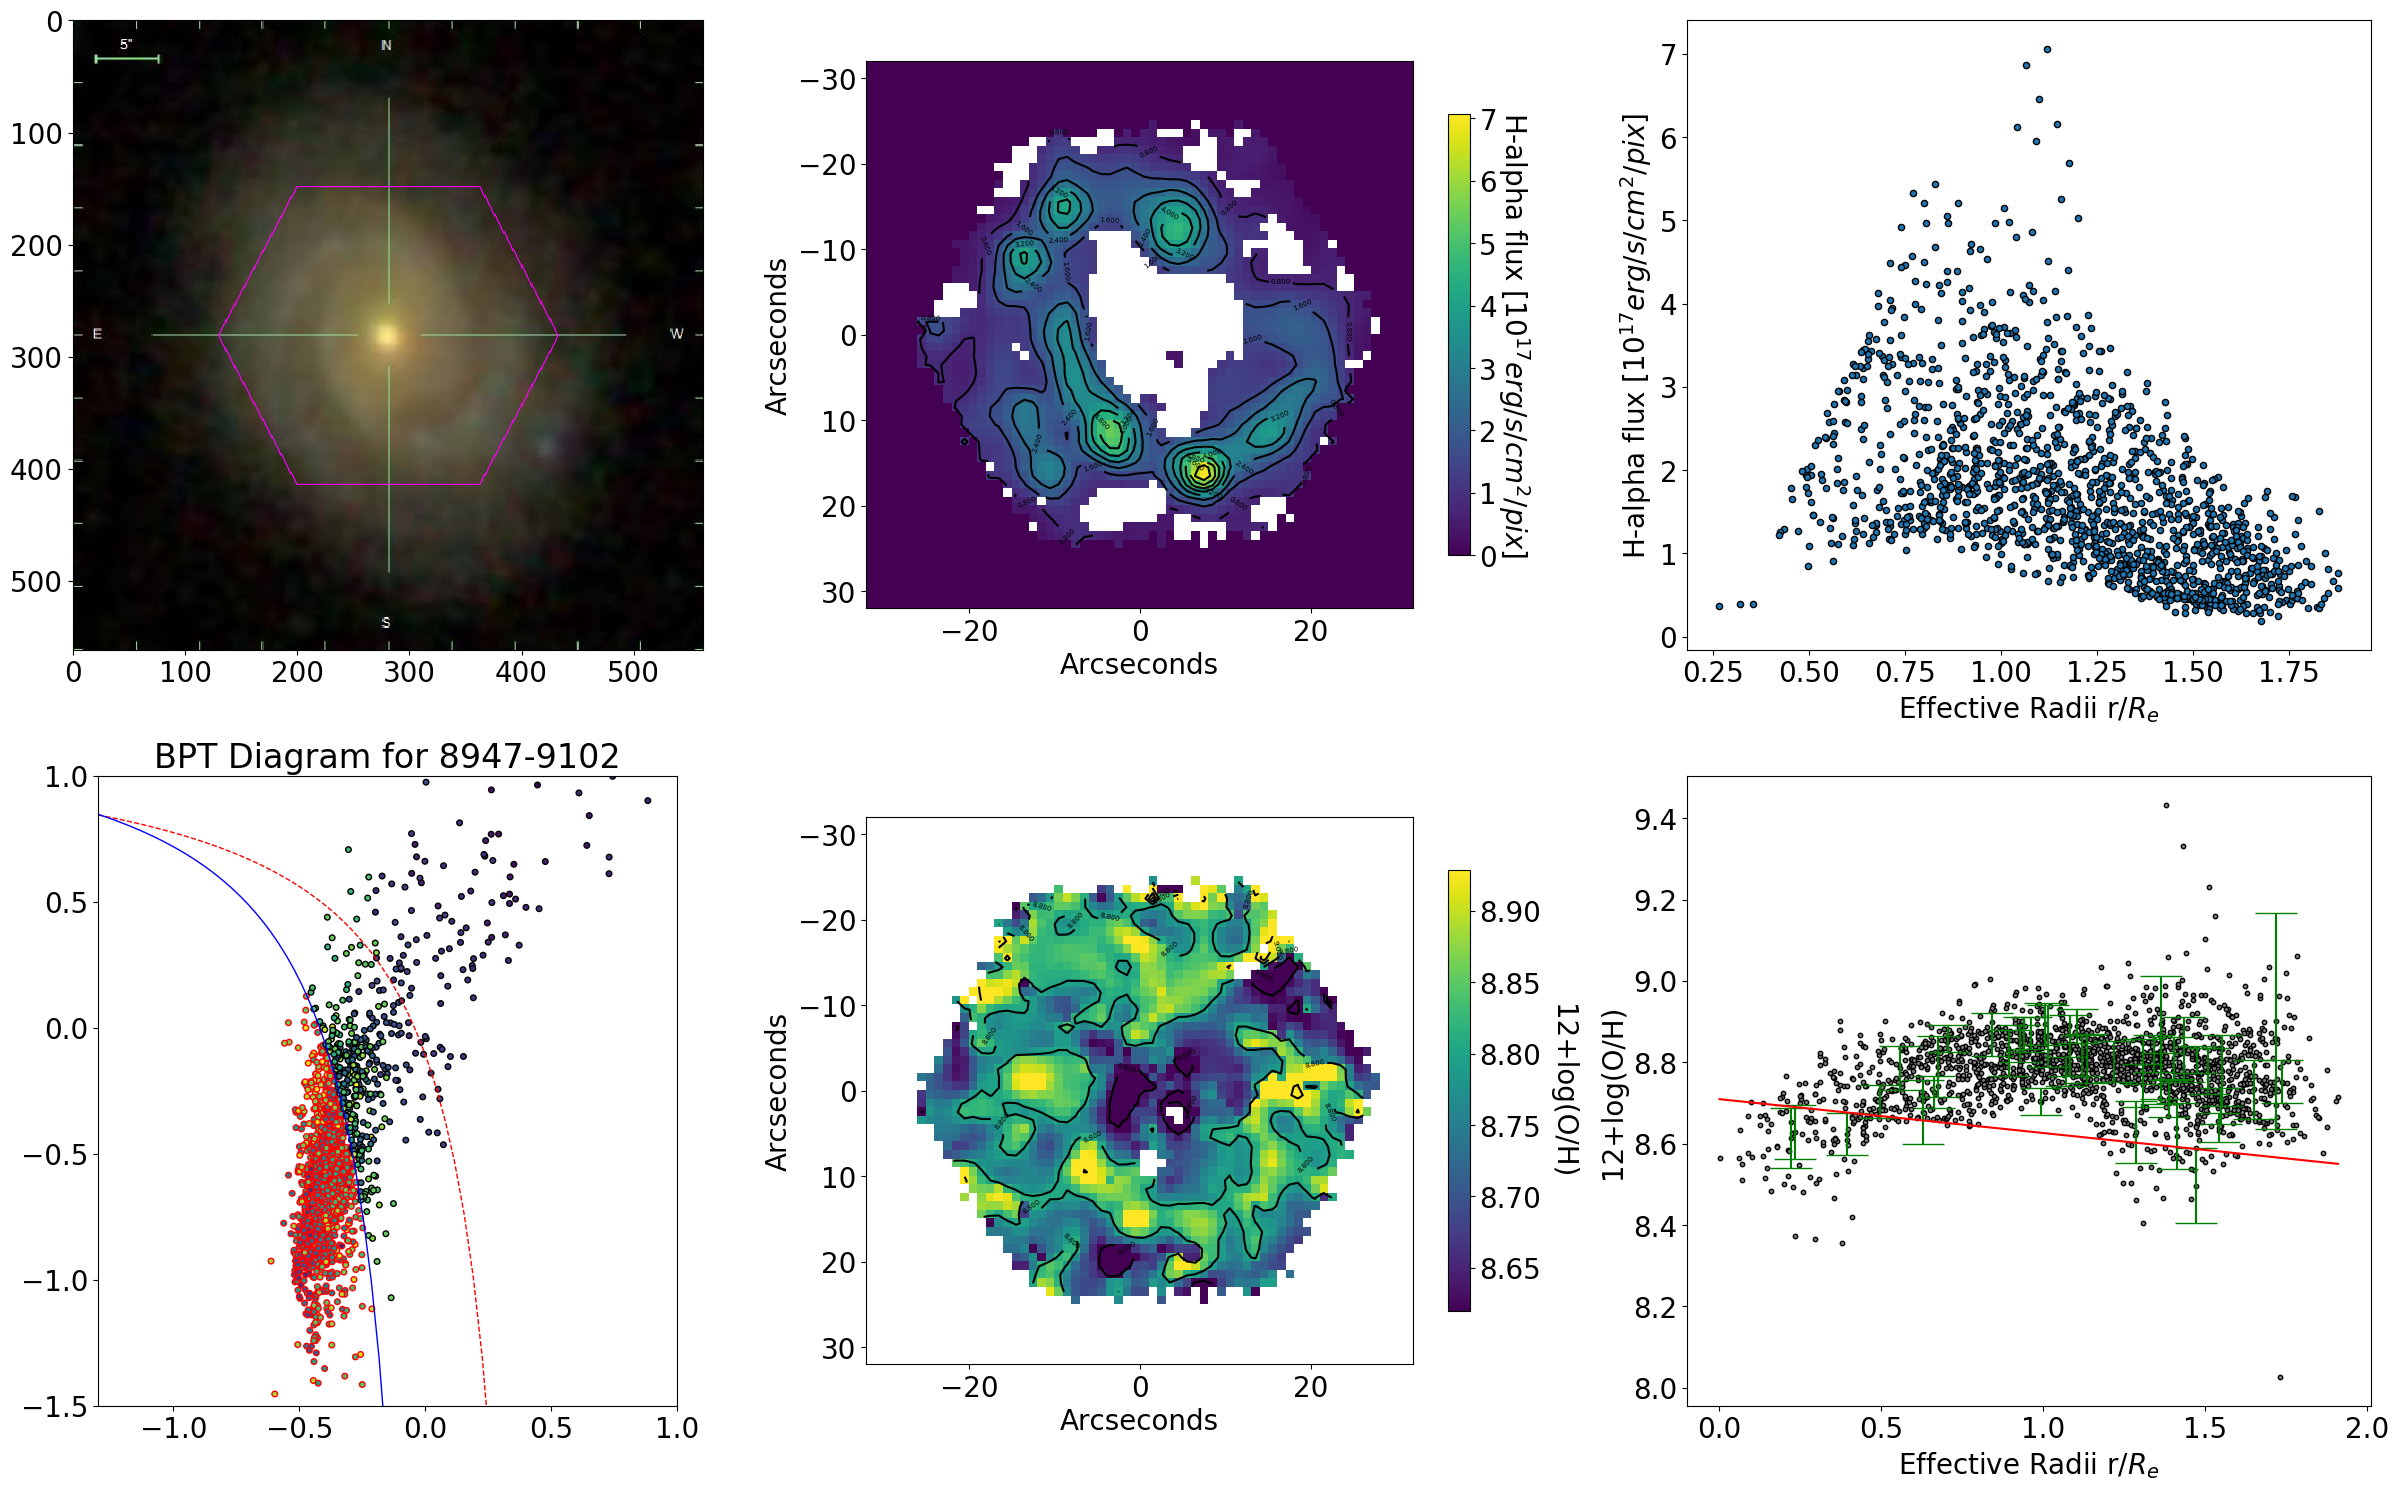 0
100
200
300
400
500
0 100 200 300 400 500
5"
N
E
W
S
−30
−20
−10
0
10
20
30
−20 0 20
Arcseconds
Arcseconds
7
6
5
4
3
2
1
0
H-alpha flux [10^17 erg/s/cm^2/pix]
7
6
5
4
3
2
1
0
H-alpha flux [10^17 erg/s/cm^2/pix]
0.25 0.50 0.75 1.00 1.25 1.50 1.75
Effective Radii r/R_e
BPT Diagram for 8947-9102
1.0
0.5
0.0
−0.5
−1.0
−1.5
−1.0 −0.5 0.0 0.5 1.0
−30
−20
−10
0
10
20
30
−20 0 20
Arcseconds
Arcseconds
8.90
8.85
8.80
8.75
8.70
8.65
12+log(O/H)
12+log(O/H)
9.4
9.2
9.0
8.8
8.6
8.4
8.2
8.0
0.0 0.5 1.0 1.5 2.0
Effective Radii r/R_e